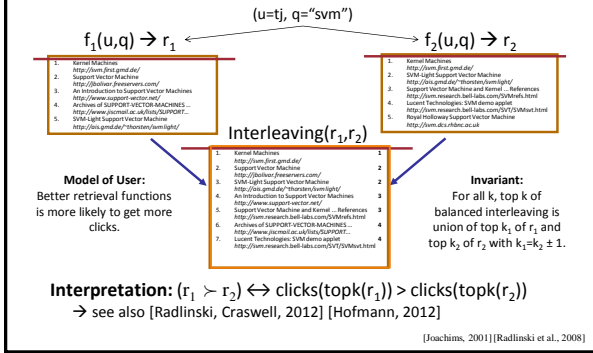 (u=tj, q="svm")
f1(u,q) → r1
f2(u,q) → r2
1. Kernel Machines
http://svm.first.gmd.de/
2. Support Vector Machine
http://jbolivar.freeservers.com/
3. An Introduction to Support Vector Machines
http://www.support-vector.net/
4. Archives of SUPPORT-VECTOR-MACHINES ...
http://www.jiscmail.ac.uk/lists/SUPPORT...
5. SVM-Light Support Vector Machine
http://ais.gmd.de/~thorsten/svm light/
1. Kernel Machines
http://svm.first.gmd.de/
2. SVM-Light Support Vector Machine
http://ais.gmd.de/~thorsten/svm light/
3. Support Vector Machine and Kernel ... References
http://svm.research.bell-labs.com/SVMrefs.html
4. Lucent Technologies: SVM demo applet
http://svm.research.bell-labs.com/SVT/SVMsvt.html
5. Royal Holloway Support Vector Machine
http://svm.dcs.rhbnc.ac.uk
Interleaving(r1,r2)
1. Kernel Machines 1
http://svm.first.gmd.de/
2. Support Vector Machine 2
http://jbolivar.freeservers.com/
3. SVM-Light Support Vector Machine 2
http://ais.gmd.de/~thorsten/svm light/
4. An Introduction to Support Vector Machines 3
http://www.support-vector.net/
5. Support Vector Machine and Kernel ... References 3
http://svm.research.bell-labs.com/SVMrefs.html
6. Archives of SUPPORT-VECTOR-MACHINES ... 4
http://www.jiscmail.ac.uk/lists/SUPPORT...
7. Lucent Technologies: SVM demo applet 4
http://svm.research.bell-labs.com/SVT/SVMsvt.html
Model of User:
Better retrieval functions
is more likely to get more
clicks.
Invariant:
For all k, top k of
balanced interleaving is
union of top k1 of r1 and
top k2 of r2 with k1=k2 ± 1.
Interpretation: (r1 ≻ r2) ↔ clicks(topk(r1)) > clicks(topk(r2))
→ see also [Radlinski, Craswell, 2012] [Hofmann, 2012]
[Joachims, 2001] [Radlinski et al., 2008]